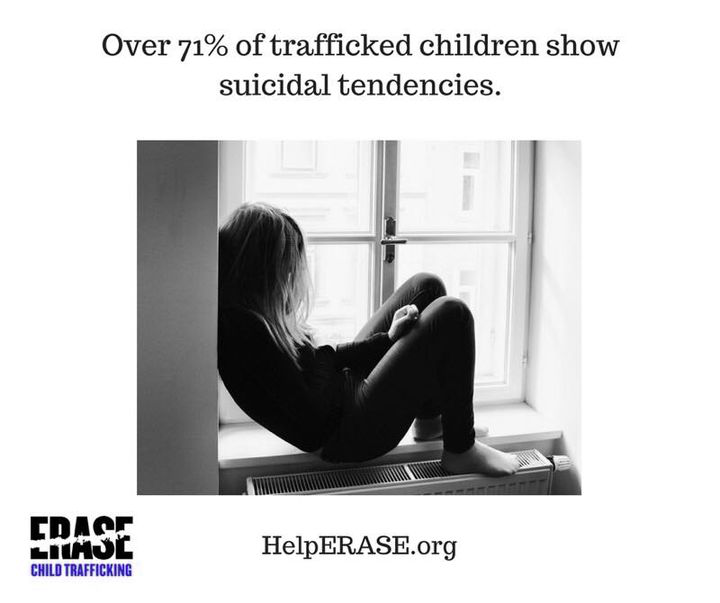 Over 71% of trafficked children show
suicidal tendencies.
ERASE
CHILD TRAFFICKING
HelpERASE.org